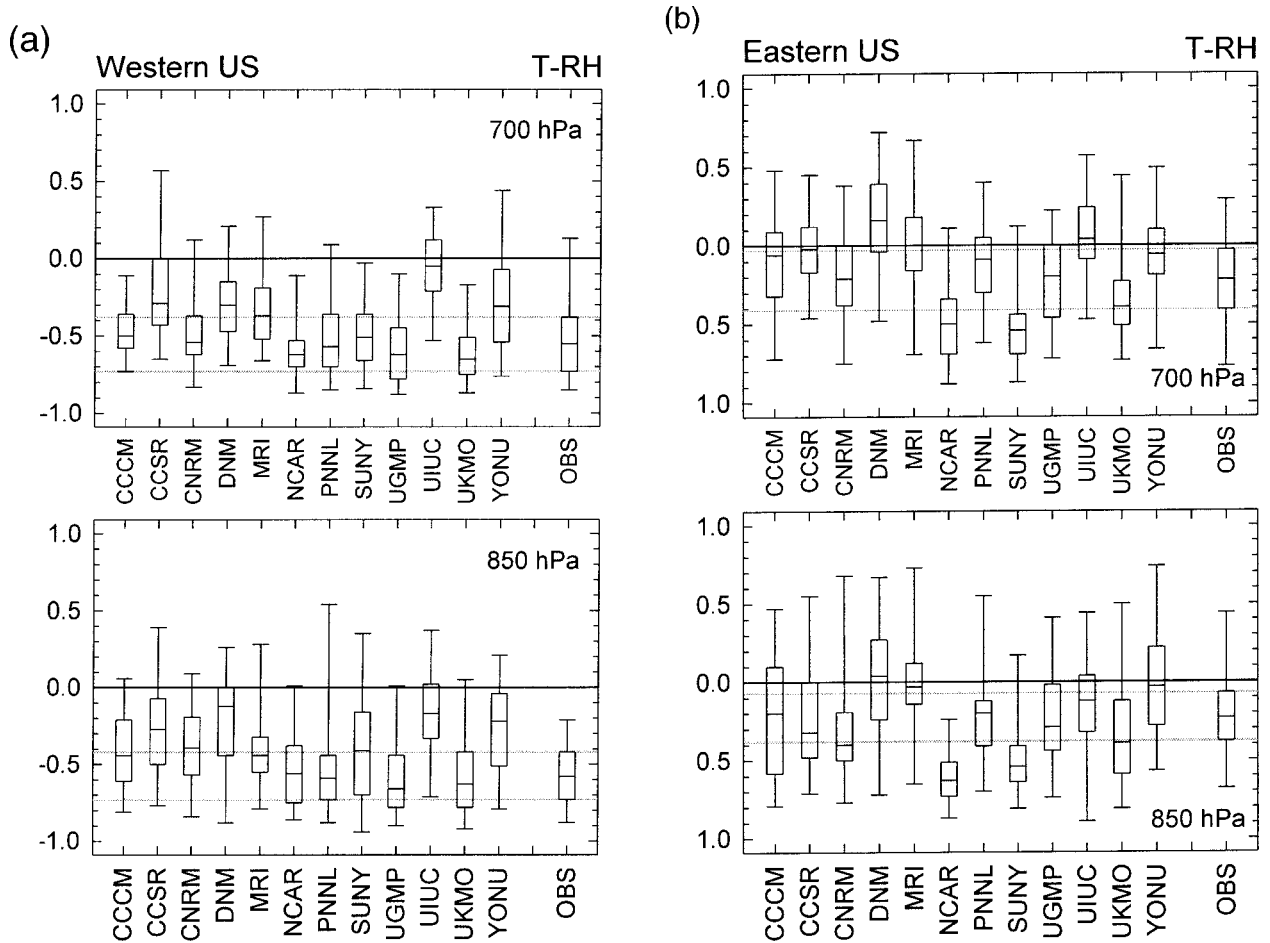 (a)
Western US T-RH
700 hPa
1.0
0.5
0.0
-0.5
-1.0
CCCM CCSR CNRM DNM MRI NCAR PNNL SUNY UGMP UIUC UKMO YONU OBS
850 hPa
1.0
0.5
0.0
-0.5
-1.0
CCCM CCSR CNRM DNM MRI NCAR PNNL SUNY UGMP UIUC UKMO YONU OBS
(b)
Eastern US T-RH
1.0
0.5
0.0
0.5
1.0
700 hPa
CCCM CCSR CNRM DNM MRI NCAR PNNL SUNY UGMP UIUC UKMO YONU OBS
1.0
0.5
0.0
0.5
1.0
850 hPa
CCCM CCSR CNRM DNM MRI NCAR PNNL SUNY UGMP UIUC UKMO YONU OBS